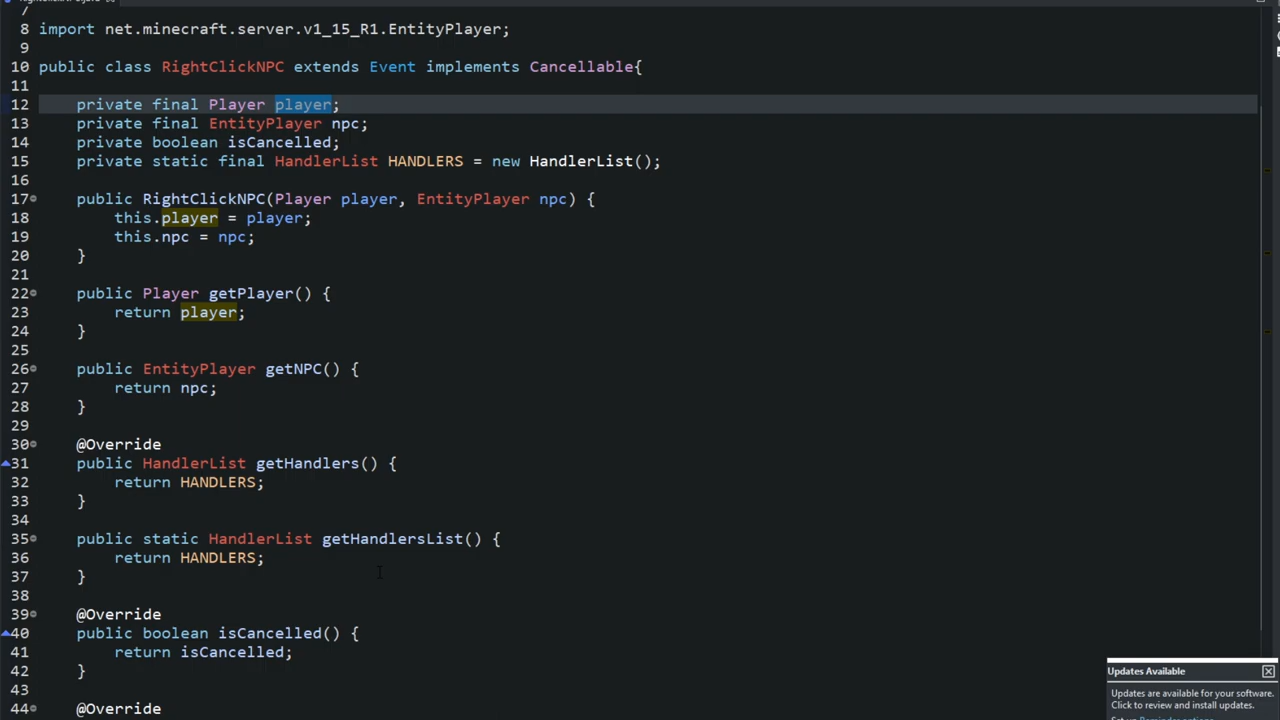 7
8 import net.minecraft.server.v1_15_R1.EntityPlayer;
9
10 public class RightClickNPC extends Event implements Cancellable{
11
12 private final Player player;
13 private final EntityPlayer npc;
14 private boolean isCancelled;
15 private static final HandlerList HANDLERS = new HandlerList();
16
17 public RightClickNPC(Player player, EntityPlayer npc) {
18 this.player = player;
19 this.npc = npc;
20 }
21
22 public Player getPlayer() {
23 return player;
24 }
25
26 public EntityPlayer getNPC() {
27 return npc;
28 }
29
30 @Override
31 public HandlerList getHandlers() {
32 return HANDLERS;
33 }
34
35 public static HandlerList getHandlersList() {
36 return HANDLERS;
37 }
38
39 @Override
40 public boolean isCancelled() {
41 return isCancelled;
42 }
43
44 @Override
Updates Available
Updates are available for your software.
Click to review and install updates.